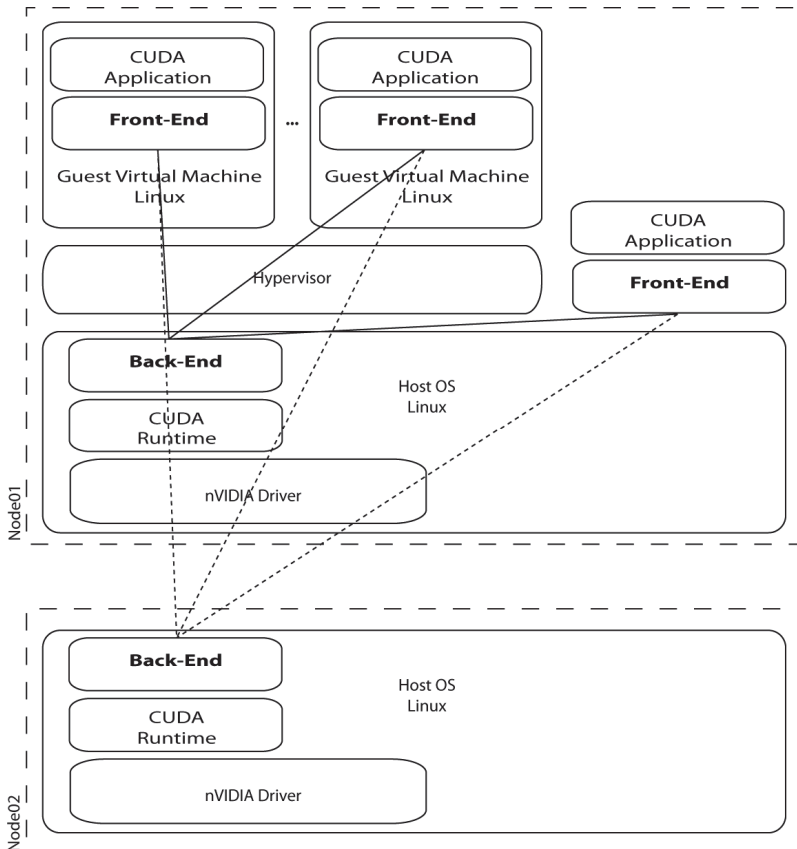 CUDA
Application
Front-End
Guest Virtual Machine
Linux
...
CUDA
Application
Front-End
Guest Virtual Machine
Linux
CUDA
Application
Front-End
Hypervisor
Back-End
CUDA
Runtime
nVIDIA Driver
Host OS
Linux
Node01
Back-End
CUDA
Runtime
nVIDIA Driver
Host OS
Linux
Node02